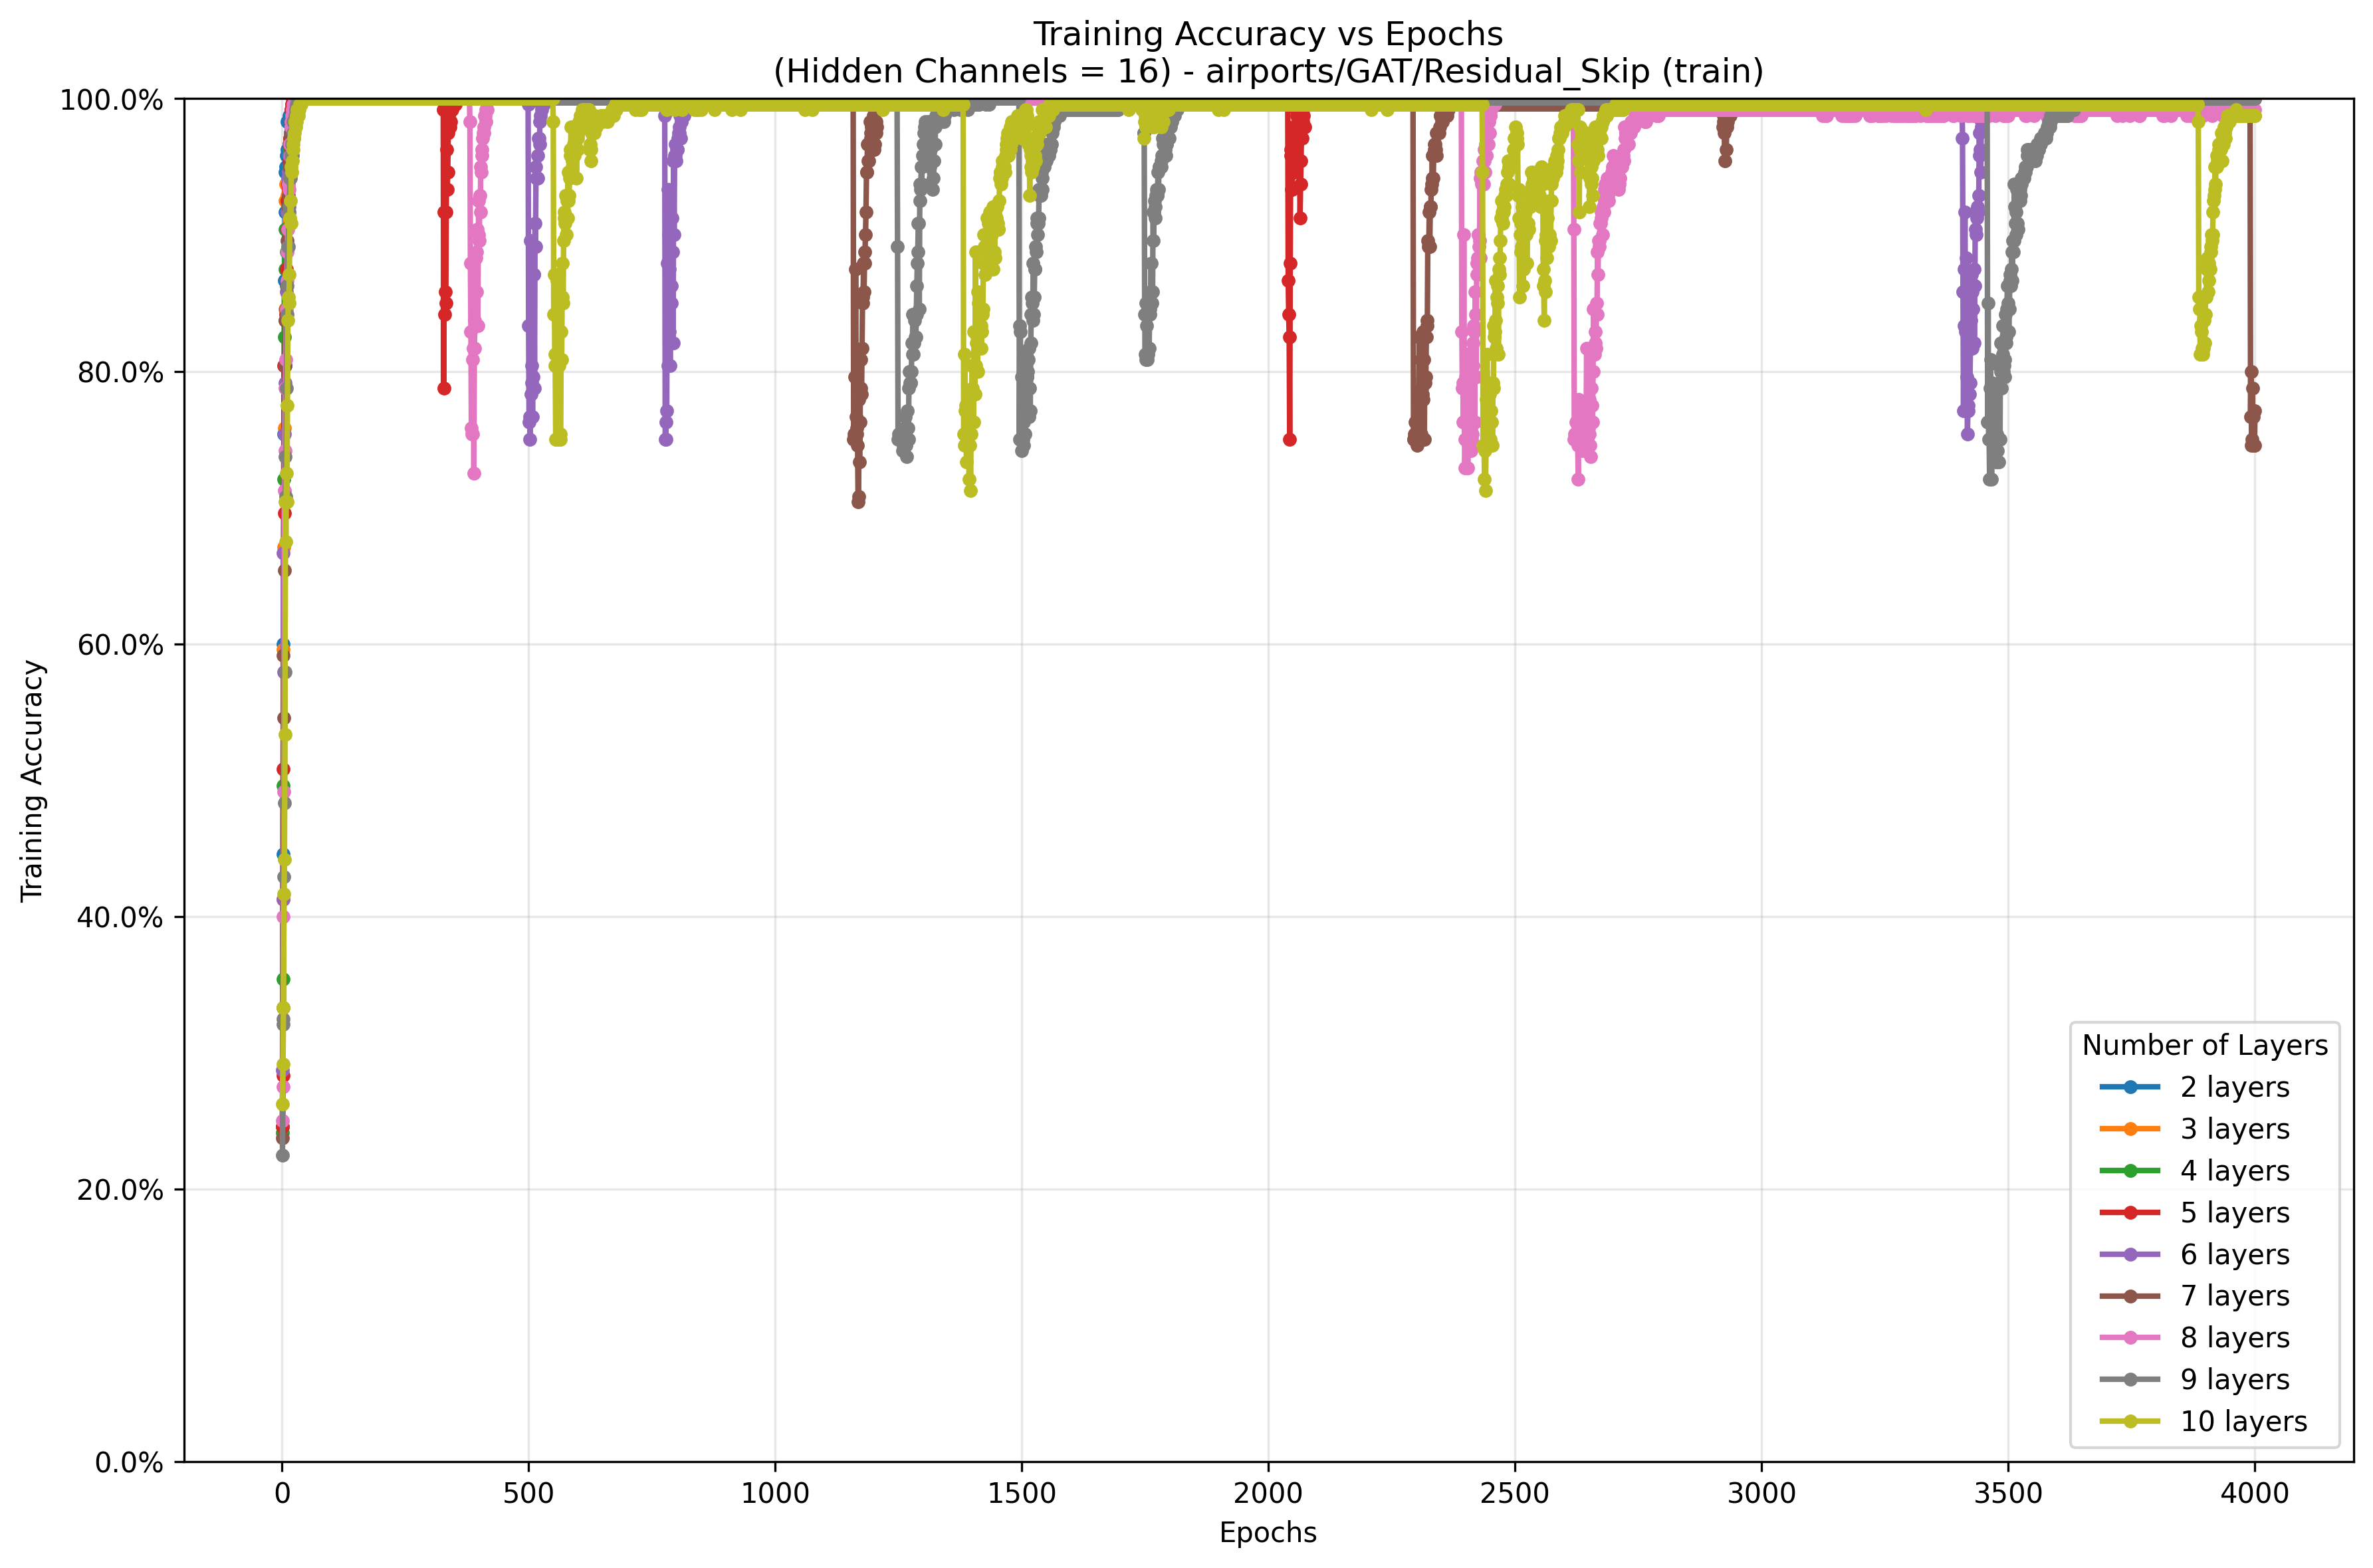 Training Accuracy vs Epochs
(Hidden Channels = 16) - airports/GAT/Residual_Skip (train)
Training Accuracy
100.0%
80.0%
60.0%
40.0%
20.0%
0.0%
0
500
1000
1500
2000
2500
3000
3500
4000
Epochs
Number of Layers
2 layers
3 layers
4 layers
5 layers
6 layers
7 layers
8 layers
9 layers
10 layers